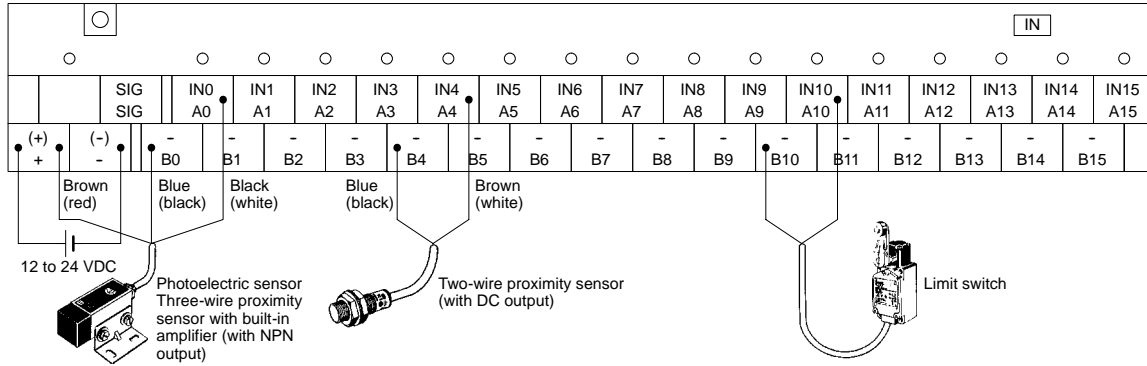 IN
SIG IN0 IN1 IN2 IN3 IN4 IN5 IN6 IN7 IN8 IN9 IN10 IN11 IN12 IN13 IN14 IN15
SIG A0 A1 A2 A3 A4 A5 A6 A7 A8 A9 A10 A11 A12 A13 A14 A15
(+) (-) - - - - - - - - - - - - - - - -
+ - B0 B1 B2 B3 B4 B5 B6 B7 B8 B9 B10 B11 B12 B13 B14 B15
Brown
(red)
Blue
(black)
Black
(white)
Blue
(black)
Brown
(white)
12 to 24 VDC
Photoelectric sensor
Three-wire proximity
sensor with built-in
amplifier (with NPN
output)
Two-wire proximity sensor
(with DC output)
Limit switch